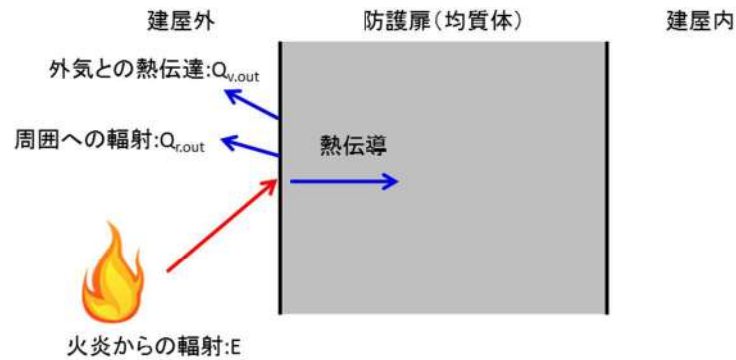 建屋外
防護扉(均質体)
建屋内
外気との熱伝達:Qv.out
周囲への輻射:Qr.out
熱伝導
火炎からの輻射:E